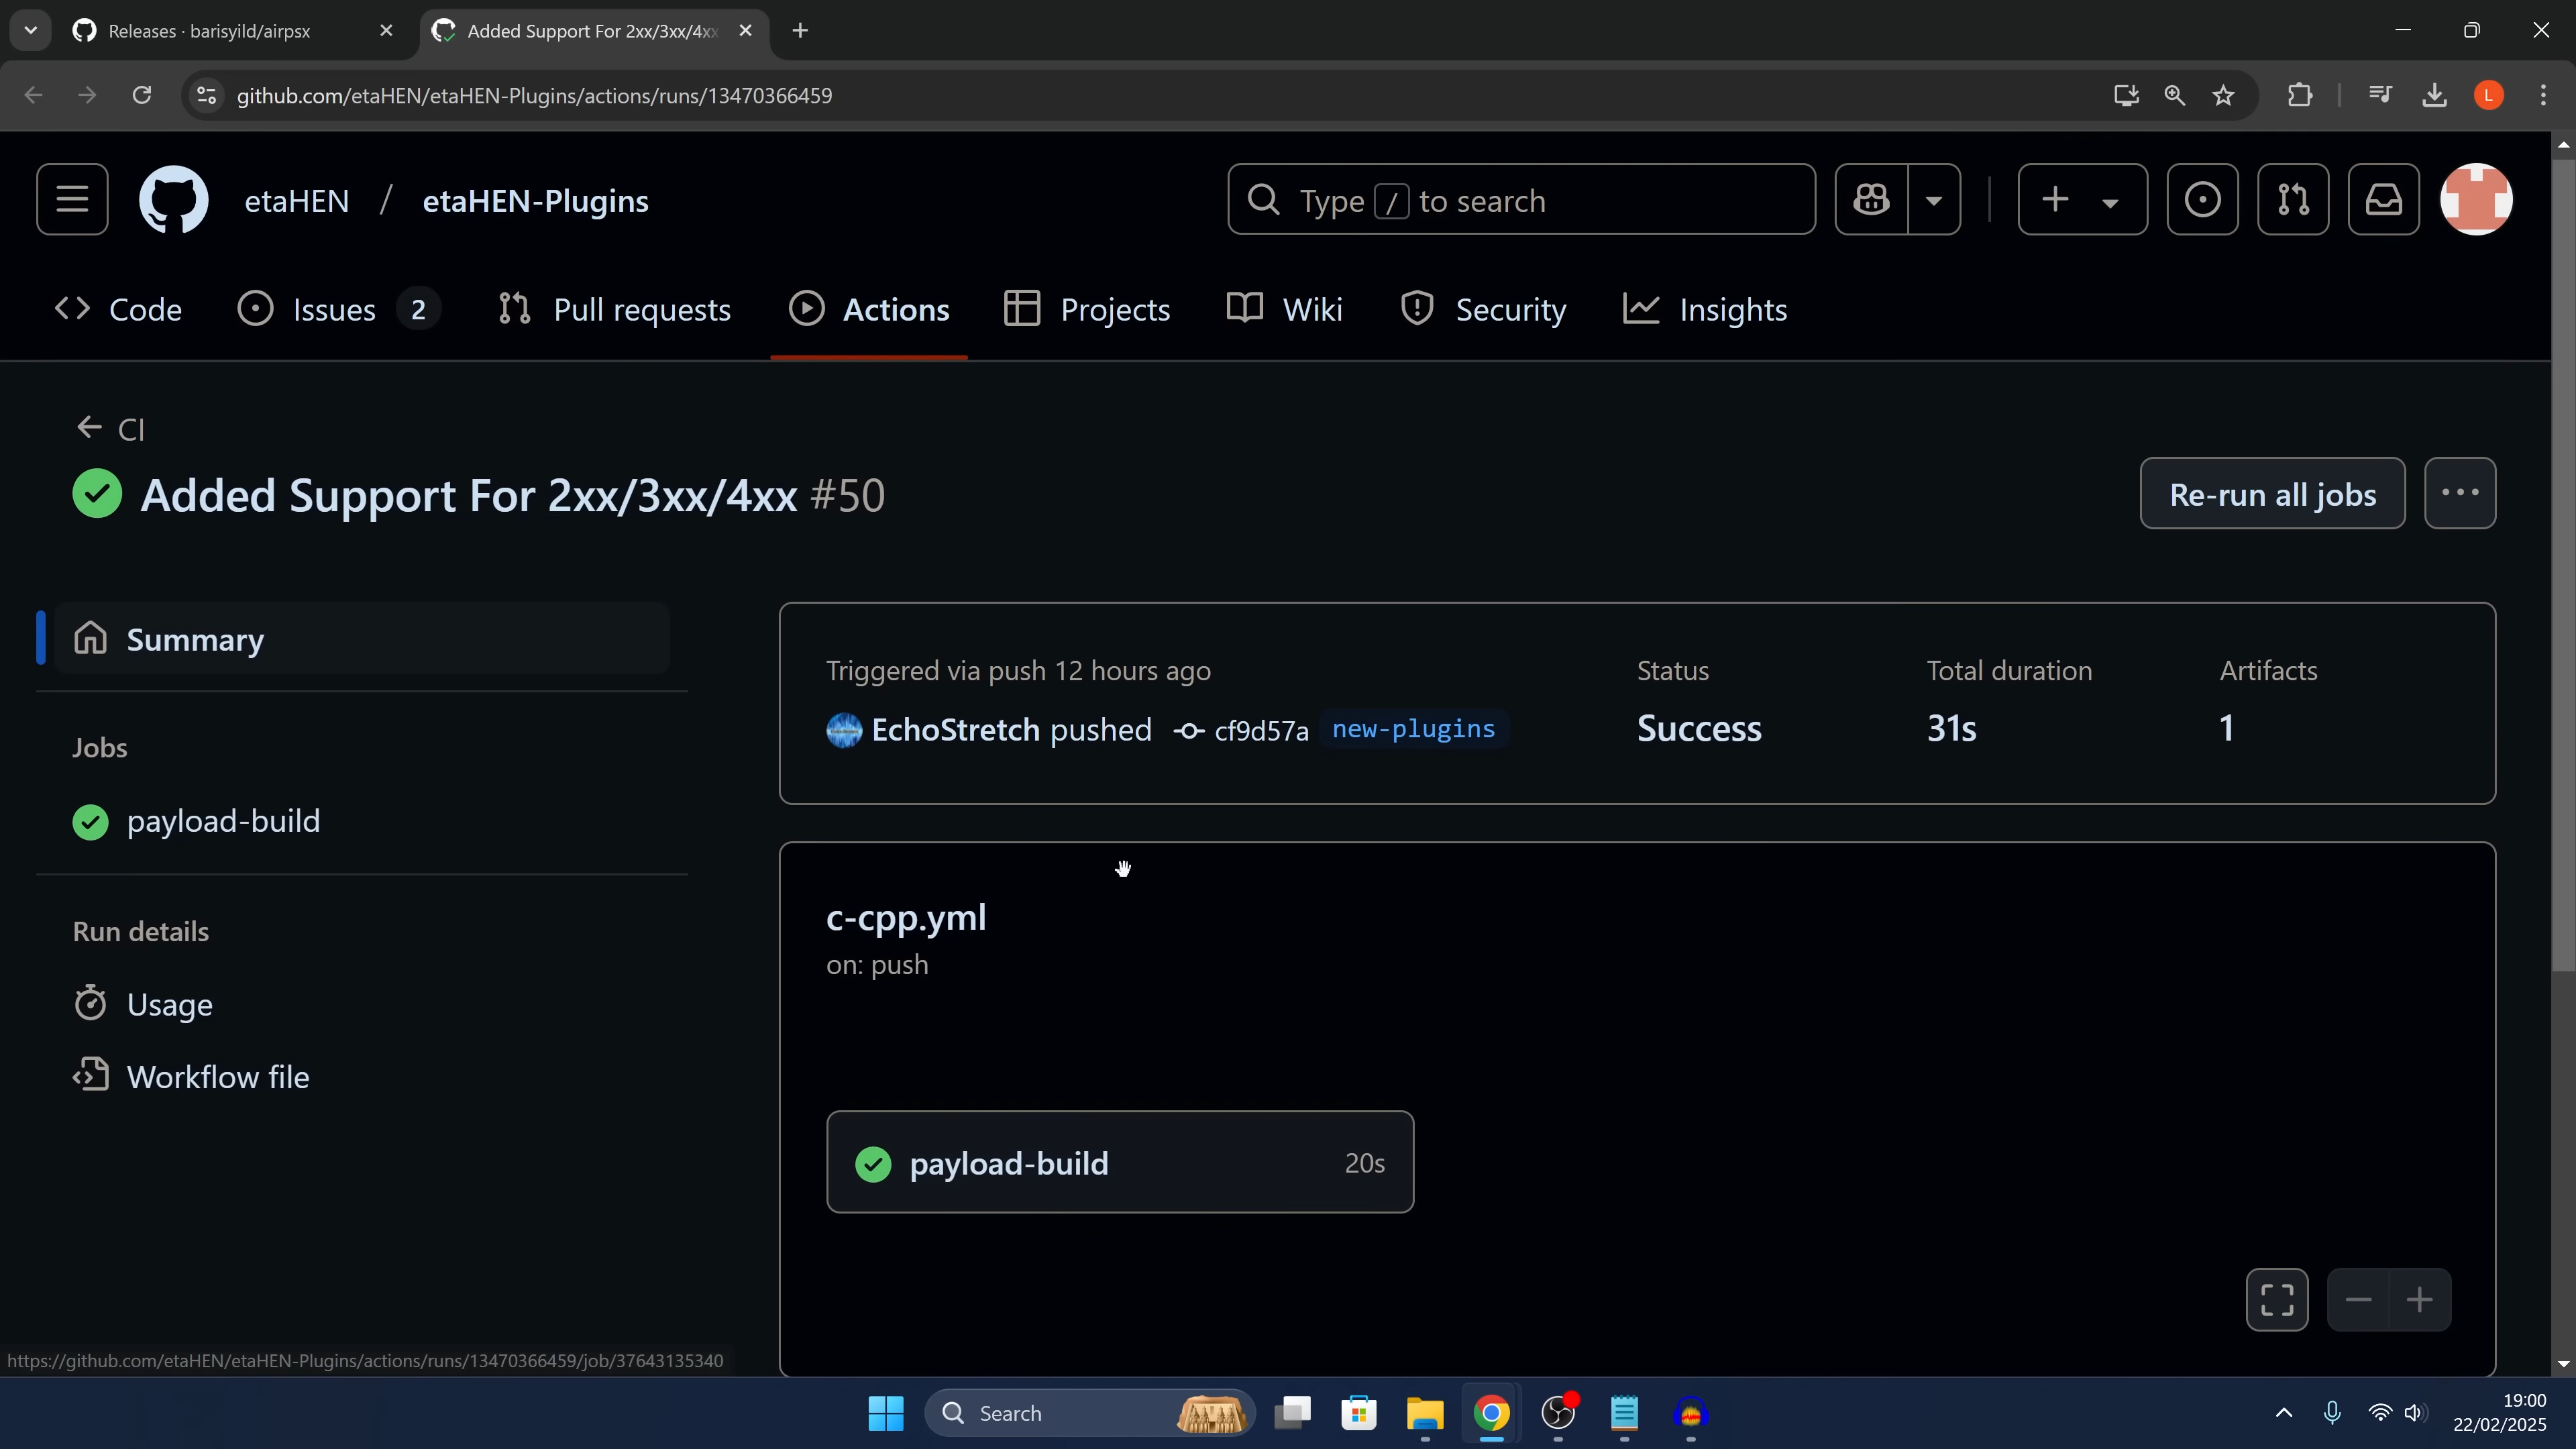 Releases · barisyild/airpsx
Added Support For 2xx/3xx/4xx
github.com/etaHEN/etaHEN-Plugins/actions/runs/13470366459
L
etaHEN / etaHEN-Plugins
Type / to search
Code
Issues 2
Pull requests
Actions
Projects
Wiki
Security
Insights
CI
Added Support For 2xx/3xx/4xx #50
Re-run all jobs
Summary
Jobs
payload-build
Run details
Usage
Workflow file
Triggered via push 12 hours ago
EchoStretch pushed cf9d57a new-plugins
Status
Success
Total duration
31s
Artifacts
1
c-cpp.yml
on: push
payload-build 20s
https://github.com/etaHEN/etaHEN-Plugins/actions/runs/13470366459/job/37643135340
Search
19:00
22/02/2025